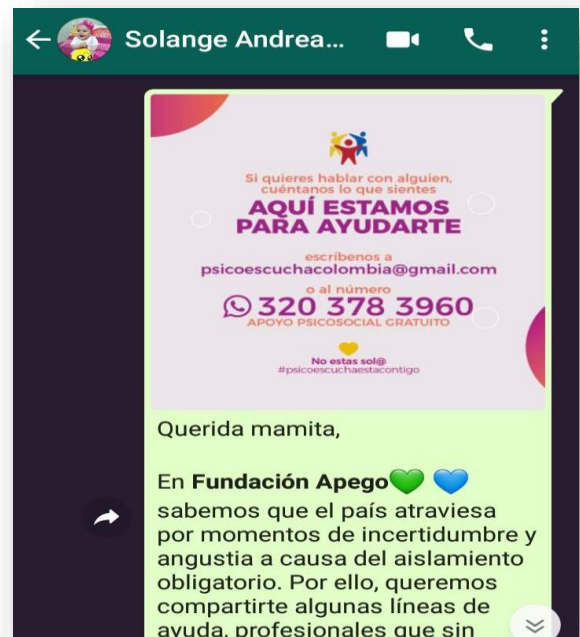 Solange Andrea...
Si quieres hablar con alguien,
cuéntanos lo que sientes
AQUÍ ESTAMOS
PARA AYUDARTE
escríbenos a
psicoescuchacolombia@gmail.com
o al número
320 378 3960
APOYO PSICOSOCIAL GRATUITO
No estas sol@
#psicoescuchaestacontigo
Querida mamita,
En Fundación Apego💚 💙
sabemos que el país atraviesa
por momentos de incertidumbre y
angustia a causa del aislamiento
obligatorio. Por ello, queremos
compartirte algunas líneas de
ayuda, profesionales que sin